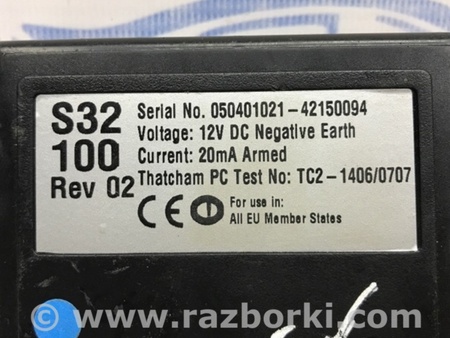 S32
100
Rev 02
Serial No. 050401021-42150094
Voltage: 12V DC Negative Earth
Current: 20mA Armed
Thatcham PC Test No: TC2-1406/0707
CE
For use in:
All EU Member States
www.razborki.com